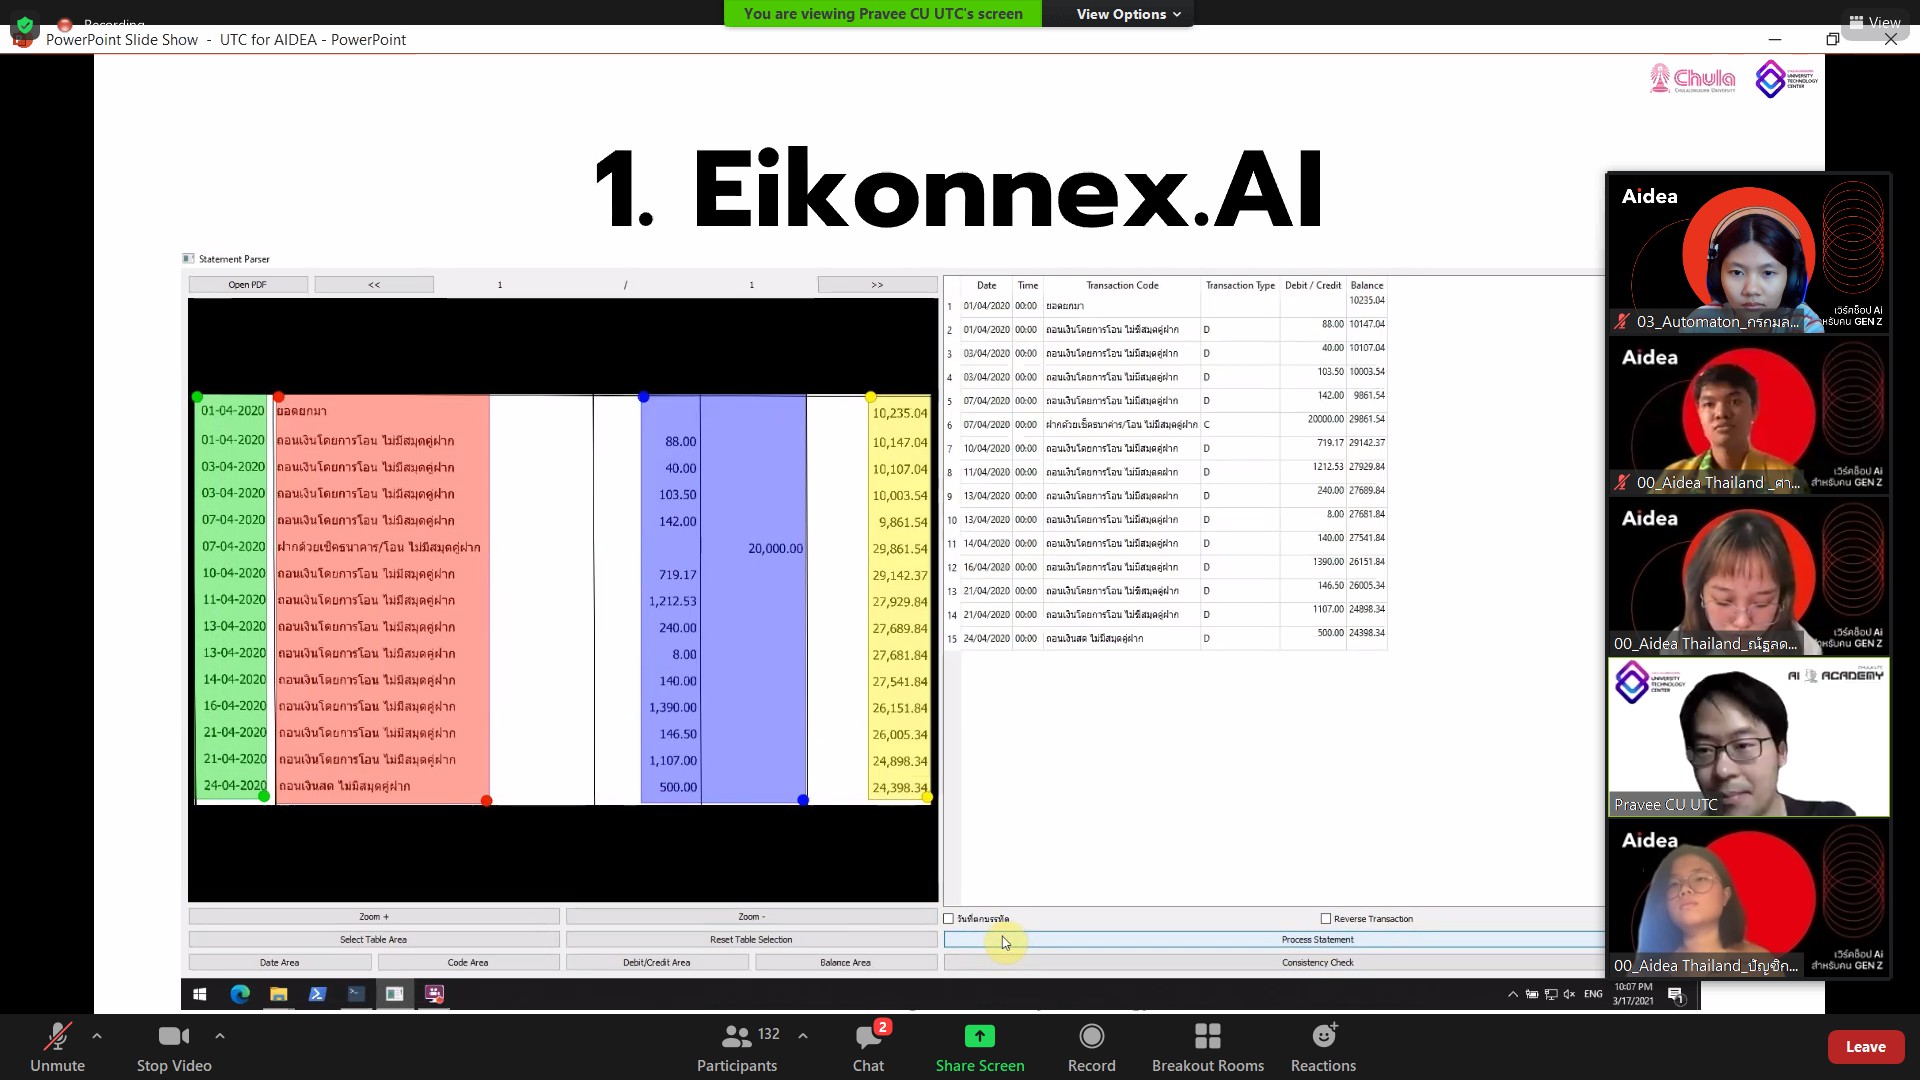 Recording
You are viewing Pravee CU UTC's screen
View Options
View
PowerPoint Slide Show - UTC for AIDEA - PowerPoint
Chula
CHULALONGKORN UNIVERSITY
UNIVERSITY
TECHNOLOGY
CENTER
1. Eikonnex.AI
Statement Parser
Open PDF << 1 / 1 >>
01-04-2020 ยอดยกมา 10,235.04
01-04-2020 ถอนเงินโดยการโอน ไม่มีสมุดคู่ฝาก 88.00 10,147.04
03-04-2020 ถอนเงินโดยการโอน ไม่มีสมุดคู่ฝาก 40.00 10,107.04
03-04-2020 ถอนเงินโดยการโอน ไม่มีสมุดคู่ฝาก 103.50 10,003.54
07-04-2020 ถอนเงินโดยการโอน ไม่มีสมุดคู่ฝาก 142.00 9,861.54
07-04-2020 ฝากด้วยเช็คธนาคาร/โอน ไม่มีสมุดคู่ฝาก 20,000.00 29,861.54
10-04-2020 ถอนเงินโดยการโอน ไม่มีสมุดคู่ฝาก 719.17 29,142.37
11-04-2020 ถอนเงินโดยการโอน ไม่มีสมุดคู่ฝาก 1,212.53 27,929.84
13-04-2020 ถอนเงินโดยการโอน ไม่มีสมุดคู่ฝาก 240.00 27,689.84
13-04-2020 ถอนเงินโดยการโอน ไม่มีสมุดคู่ฝาก 8.00 27,681.84
14-04-2020 ถอนเงินโดยการโอน ไม่มีสมุดคู่ฝาก 140.00 27,541.84
16-04-2020 ถอนเงินโดยการโอน ไม่มีสมุดคู่ฝาก 1,390.00 26,151.84
21-04-2020 ถอนเงินโดยการโอน ไม่มีสมุดคู่ฝาก 146.50 26,005.34
21-04-2020 ถอนเงินโดยการโอน ไม่มีสมุดคู่ฝาก 1,107.00 24,898.34
24-04-2020 ถอนเงินสด ไม่มีสมุดคู่ฝาก 500.00 24,398.34
Zoom + Zoom -
Select Table Area Reset Table Selection
Date Area Code Area Debit/Credit Area Balance Area
Date Time Transaction Code Transaction Type Debit / Credit Balance
1 01/04/2020 00:00 ยอดยกมา 10235.04
2 01/04/2020 00:00 ถอนเงินโดยการโอน ไม่ซีสมุดคู่ฝาก D 88.00 10147.04
3 03/04/2020 00:00 ถอนเงินโดยการโอน ไม่มีสมุดคู่ฝาก D 40.00 10107.04
4 03/04/2020 00:00 ถอนเงินโดยการโอน ไม่มีสมุดคู่ฝาก D 103.50 10003.54
5 07/04/2020 00:00 ถอนเงินโดยการโอน ไม่มีสมุดคู่ฝาก D 142.00 9861.54
6 07/04/2020 00:00 ฝากด้วยเช็คธนาคาร/โอน ไม่มีสมุดคู่ฝาก C 20000.00 29861.54
7 10/04/2020 00:00 ถอนเงินโดยการโอน ไม่มีสมุดคู่ฝาก D 719.17 29142.37
8 11/04/2020 00:00 ถอนเงินโดยการโอน ไม่มีสมุดคู่ฝาก D 1212.53 27929.84
9 13/04/2020 00:00 ถอนเงินโดยการโอน ไม่มีสมุดคู่ฝาก D 240.00 27689.84
10 13/04/2020 00:00 ถอนเงินโดยการโอน ไม่มีสมุดคู่ฝาก D 8.00 27681.84
11 14/04/2020 00:00 ถอนเงินโดยการโอน ไม่มีสมุดคู่ฝาก D 140.00 27541.84
12 16/04/2020 00:00 ถอนเงินโดยการโอน ไม่มีสมุดคู่ฝาก D 1390.00 26151.84
13 21/04/2020 00:00 ถอนเงินโดยการโอน ไม่ซีสมุดคู่ฝาก D 146.50 26005.34
14 21/04/2020 00:00 ถอนเงินโดยการโอน ไม่ซีสมุดคู่ฝาก D 1107.00 24898.34
15 24/04/2020 00:00 ถอนเงินสด ไม่มีสมุดคู่ฝาก D 500.00 24398.34
วันที่ตกบรรทัด Reverse Transaction
Process Statement
Consistency Check
ENG 10:07 PM
3/17/2021
Aidea
เวิร์คช็อป Ai
สำหรับคน GEN Z
03_Automaton_กรกมล...
Aidea
เวิร์คช็อป Ai
สำหรับคน GEN Z
00_Aidea Thailand _ศา...
Aidea
เวิร์คช็อป Ai
สำหรับคน GEN Z
00_Aidea Thailand_ณัฐลด...
UNIVERSITY
TECHNOLOGY
CENTER
AI ACADEMY
Pravee CU UTC
Aidea
เวิร์คช็อป Ai
สำหรับคน GEN Z
00_Aidea Thailand_ปัญฑิก...
Unmute Stop Video Participants 132 Chat 2 Share Screen Record Breakout Rooms Reactions Leave